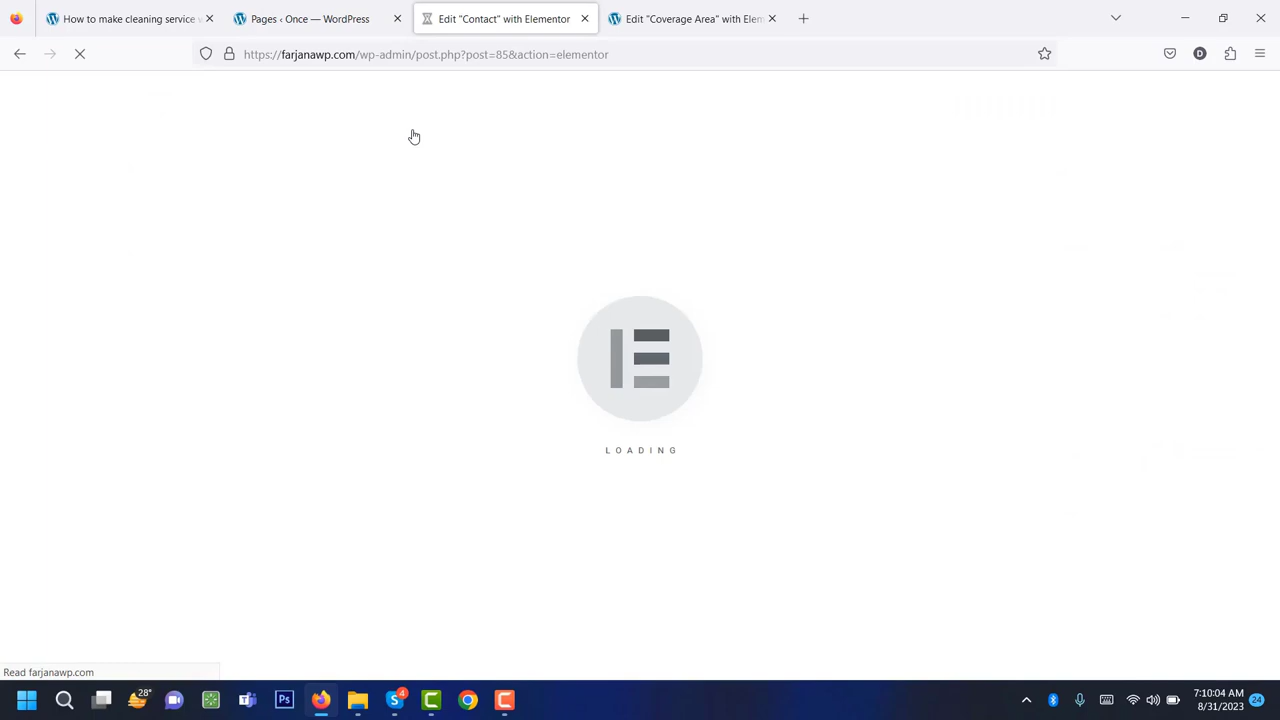 How to make cleaning service
Pages ‹ Once — WordPress
Edit "Contact" with Elementor
Edit "Coverage Area" with Elem
https://farjanawp.com/wp-admin/post.php?post=85&action=elementor
D
LOADING
Read farjanawp.com
28°
Ps
4
7:10:04 AM
8/31/2023
24